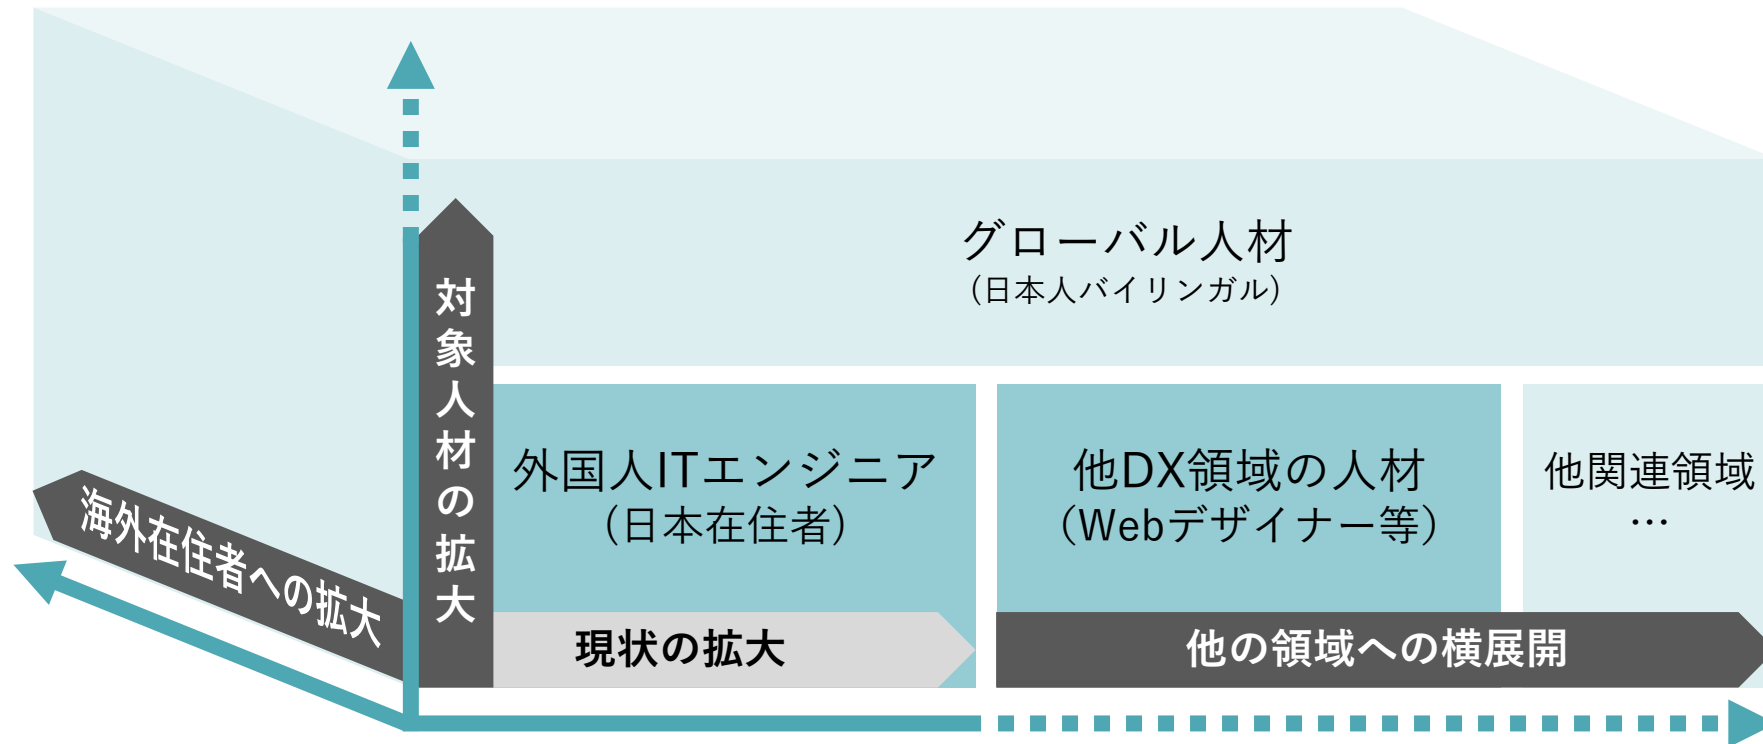 グローバル人材
（日本人バイリンガル）
対象人材の拡大
外国人ITエンジニア
（日本在住者）
他DX領域の人材
（Webデザイナー等）
他関連領域
…
海外在住者への拡大
現状の拡大
他の領域への横展開